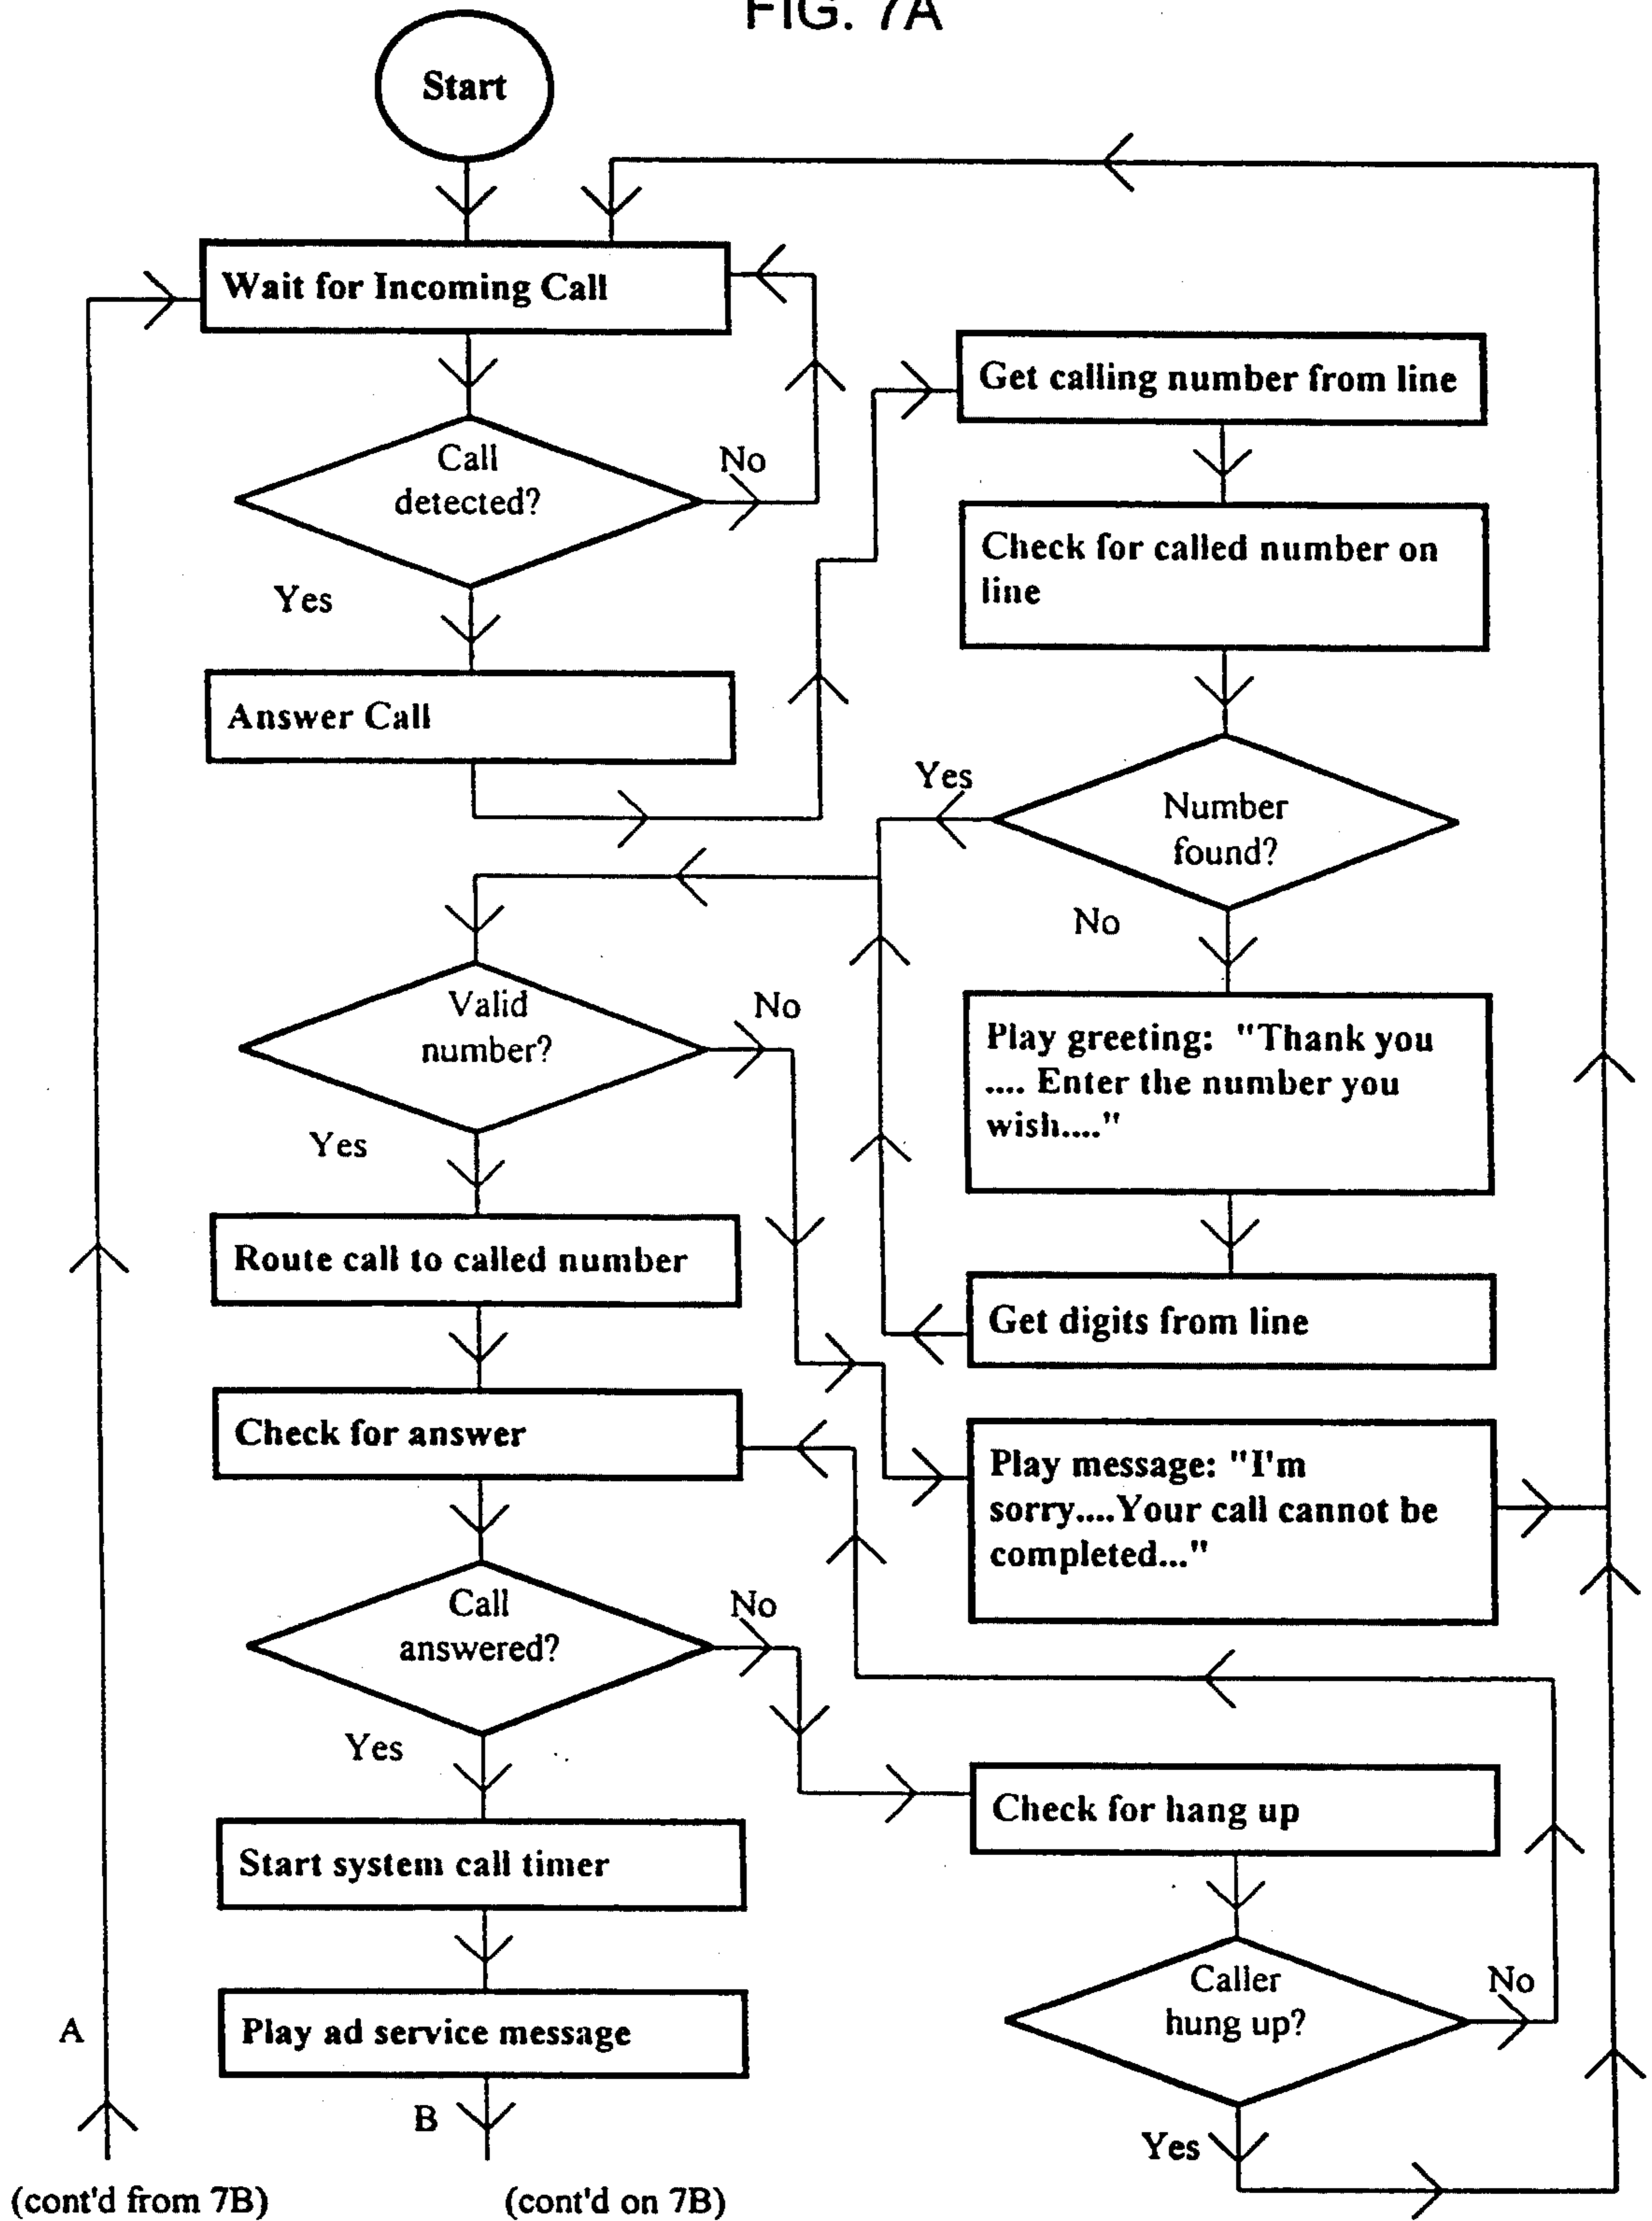 FIG. 7A
Start
Wait for Incoming Call
Call
detected?
No
Yes
Answer Call
Get calling number from line
Check for called number on
line
Number
found?
Yes
No
Play greeting: "Thank you
.... Enter the number you
wish...."
Get digits from line
Valid
number?
No
Yes
Route call to called number
Check for answer
Play message: "I'm
sorry....Your call cannot be
completed..."
Call
answered?
No
Yes
Start system call timer
Play ad service message
Check for hang up
Caller
hung up?
No
Yes
A
B
(cont'd from 7B)
(cont'd on 7B)